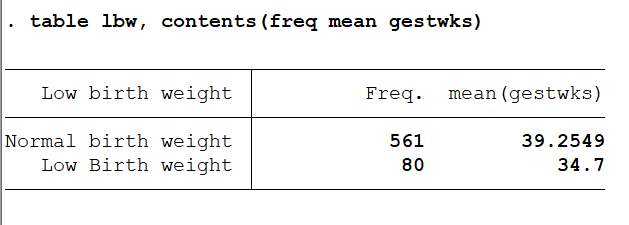 . table lbw, contents(freq mean gestwks)
Low birth weight Freq. mean(gestwks)
Normal birth weight 561 39.2549
Low Birth weight 80 34.7